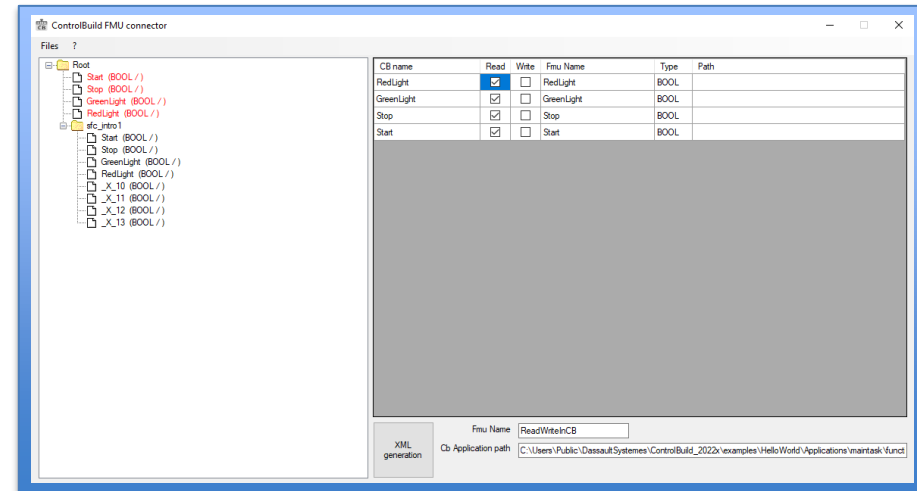 ControlBuild FMU connector
Files ?
Root
Start (BOOL / )
Stop (BOOL / )
GreenLight (BOOL / )
RedLight (BOOL / )
sfc_intro1
Start (BOOL / )
Stop (BOOL / )
GreenLight (BOOL / )
RedLight (BOOL / )
_X_10 (BOOL / )
_X_11 (BOOL / )
_X_12 (BOOL / )
_X_13 (BOOL / )
CB name Read Write Fmu Name Type Path
RedLight RedLight BOOL
GreenLight GreenLight BOOL
Stop Stop BOOL
Start Start BOOL
XML
generation
Fmu Name ReadWriteInCB
Cb Application path C:\Users\Public\DassaultSystemes\ControlBuild_2022x\examples\HelloWorld\Applications\maintask\funct